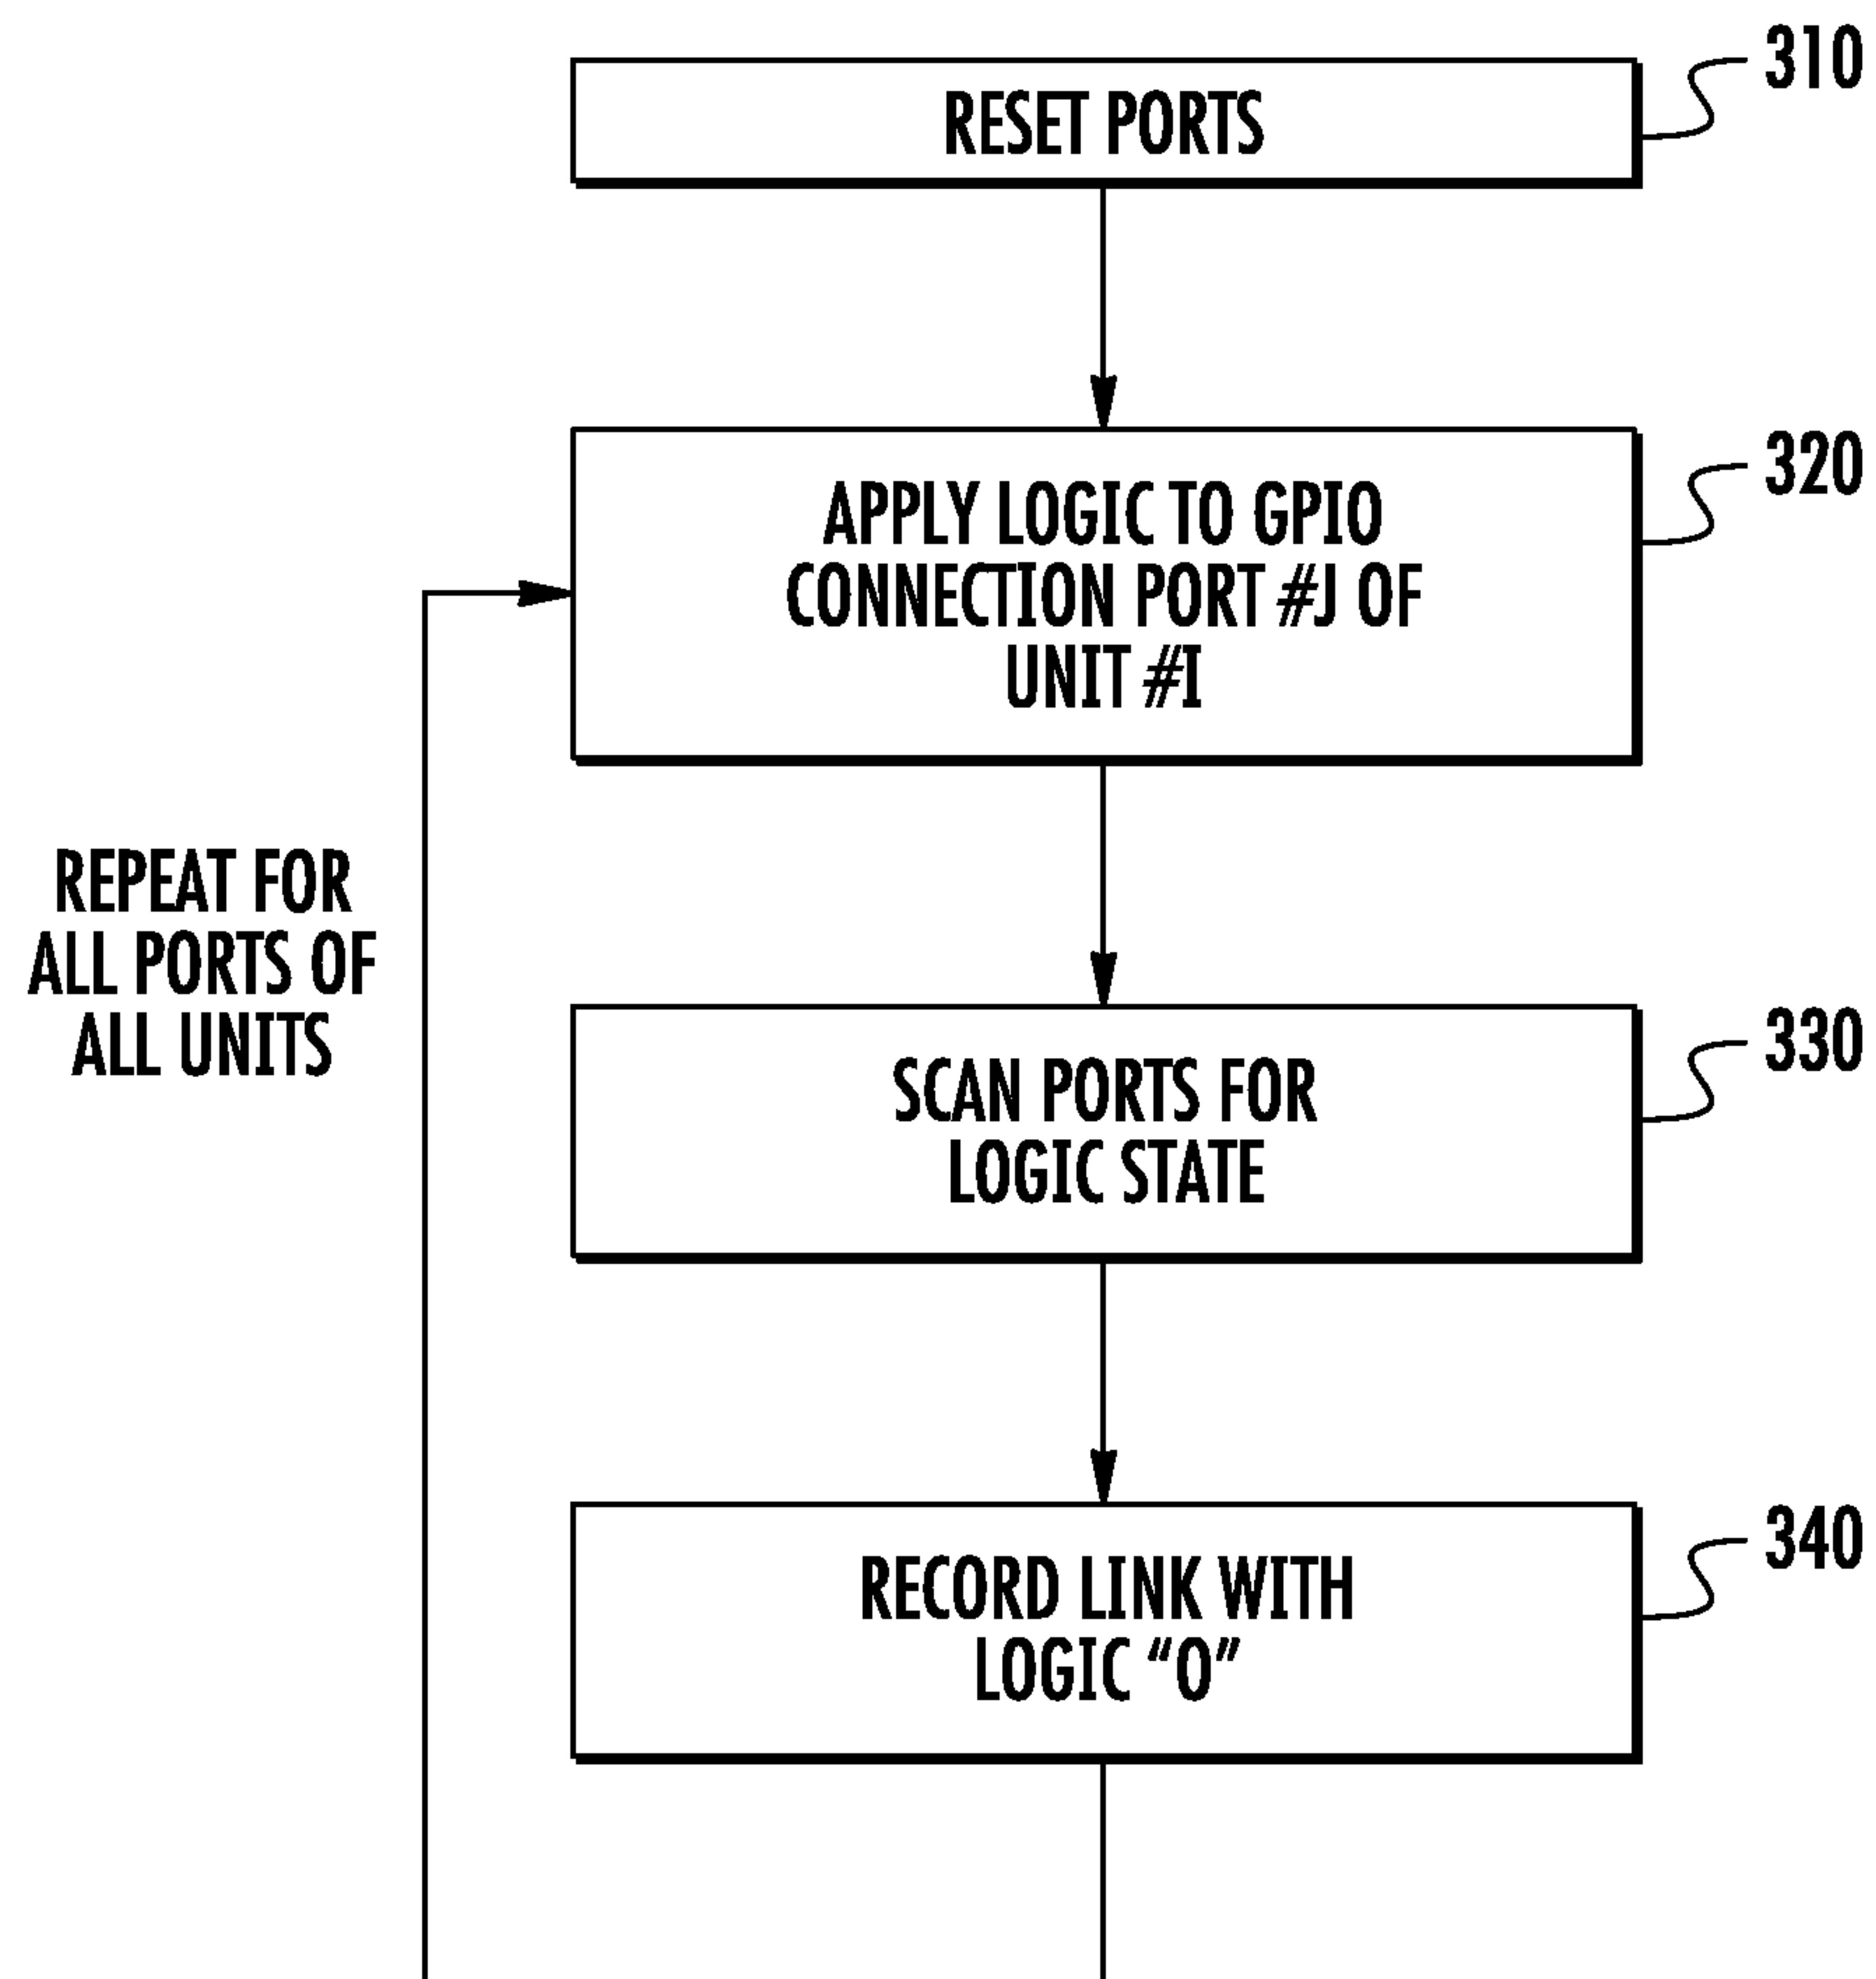 310
RESET PORTS
320
APPLY LOGIC TO GPIO
CONNECTION PORT #J OF
UNIT #I
REPEAT FOR
ALL PORTS OF
ALL UNITS
330
SCAN PORTS FOR
LOGIC STATE
340
RECORD LINK WITH
LOGIC “0”